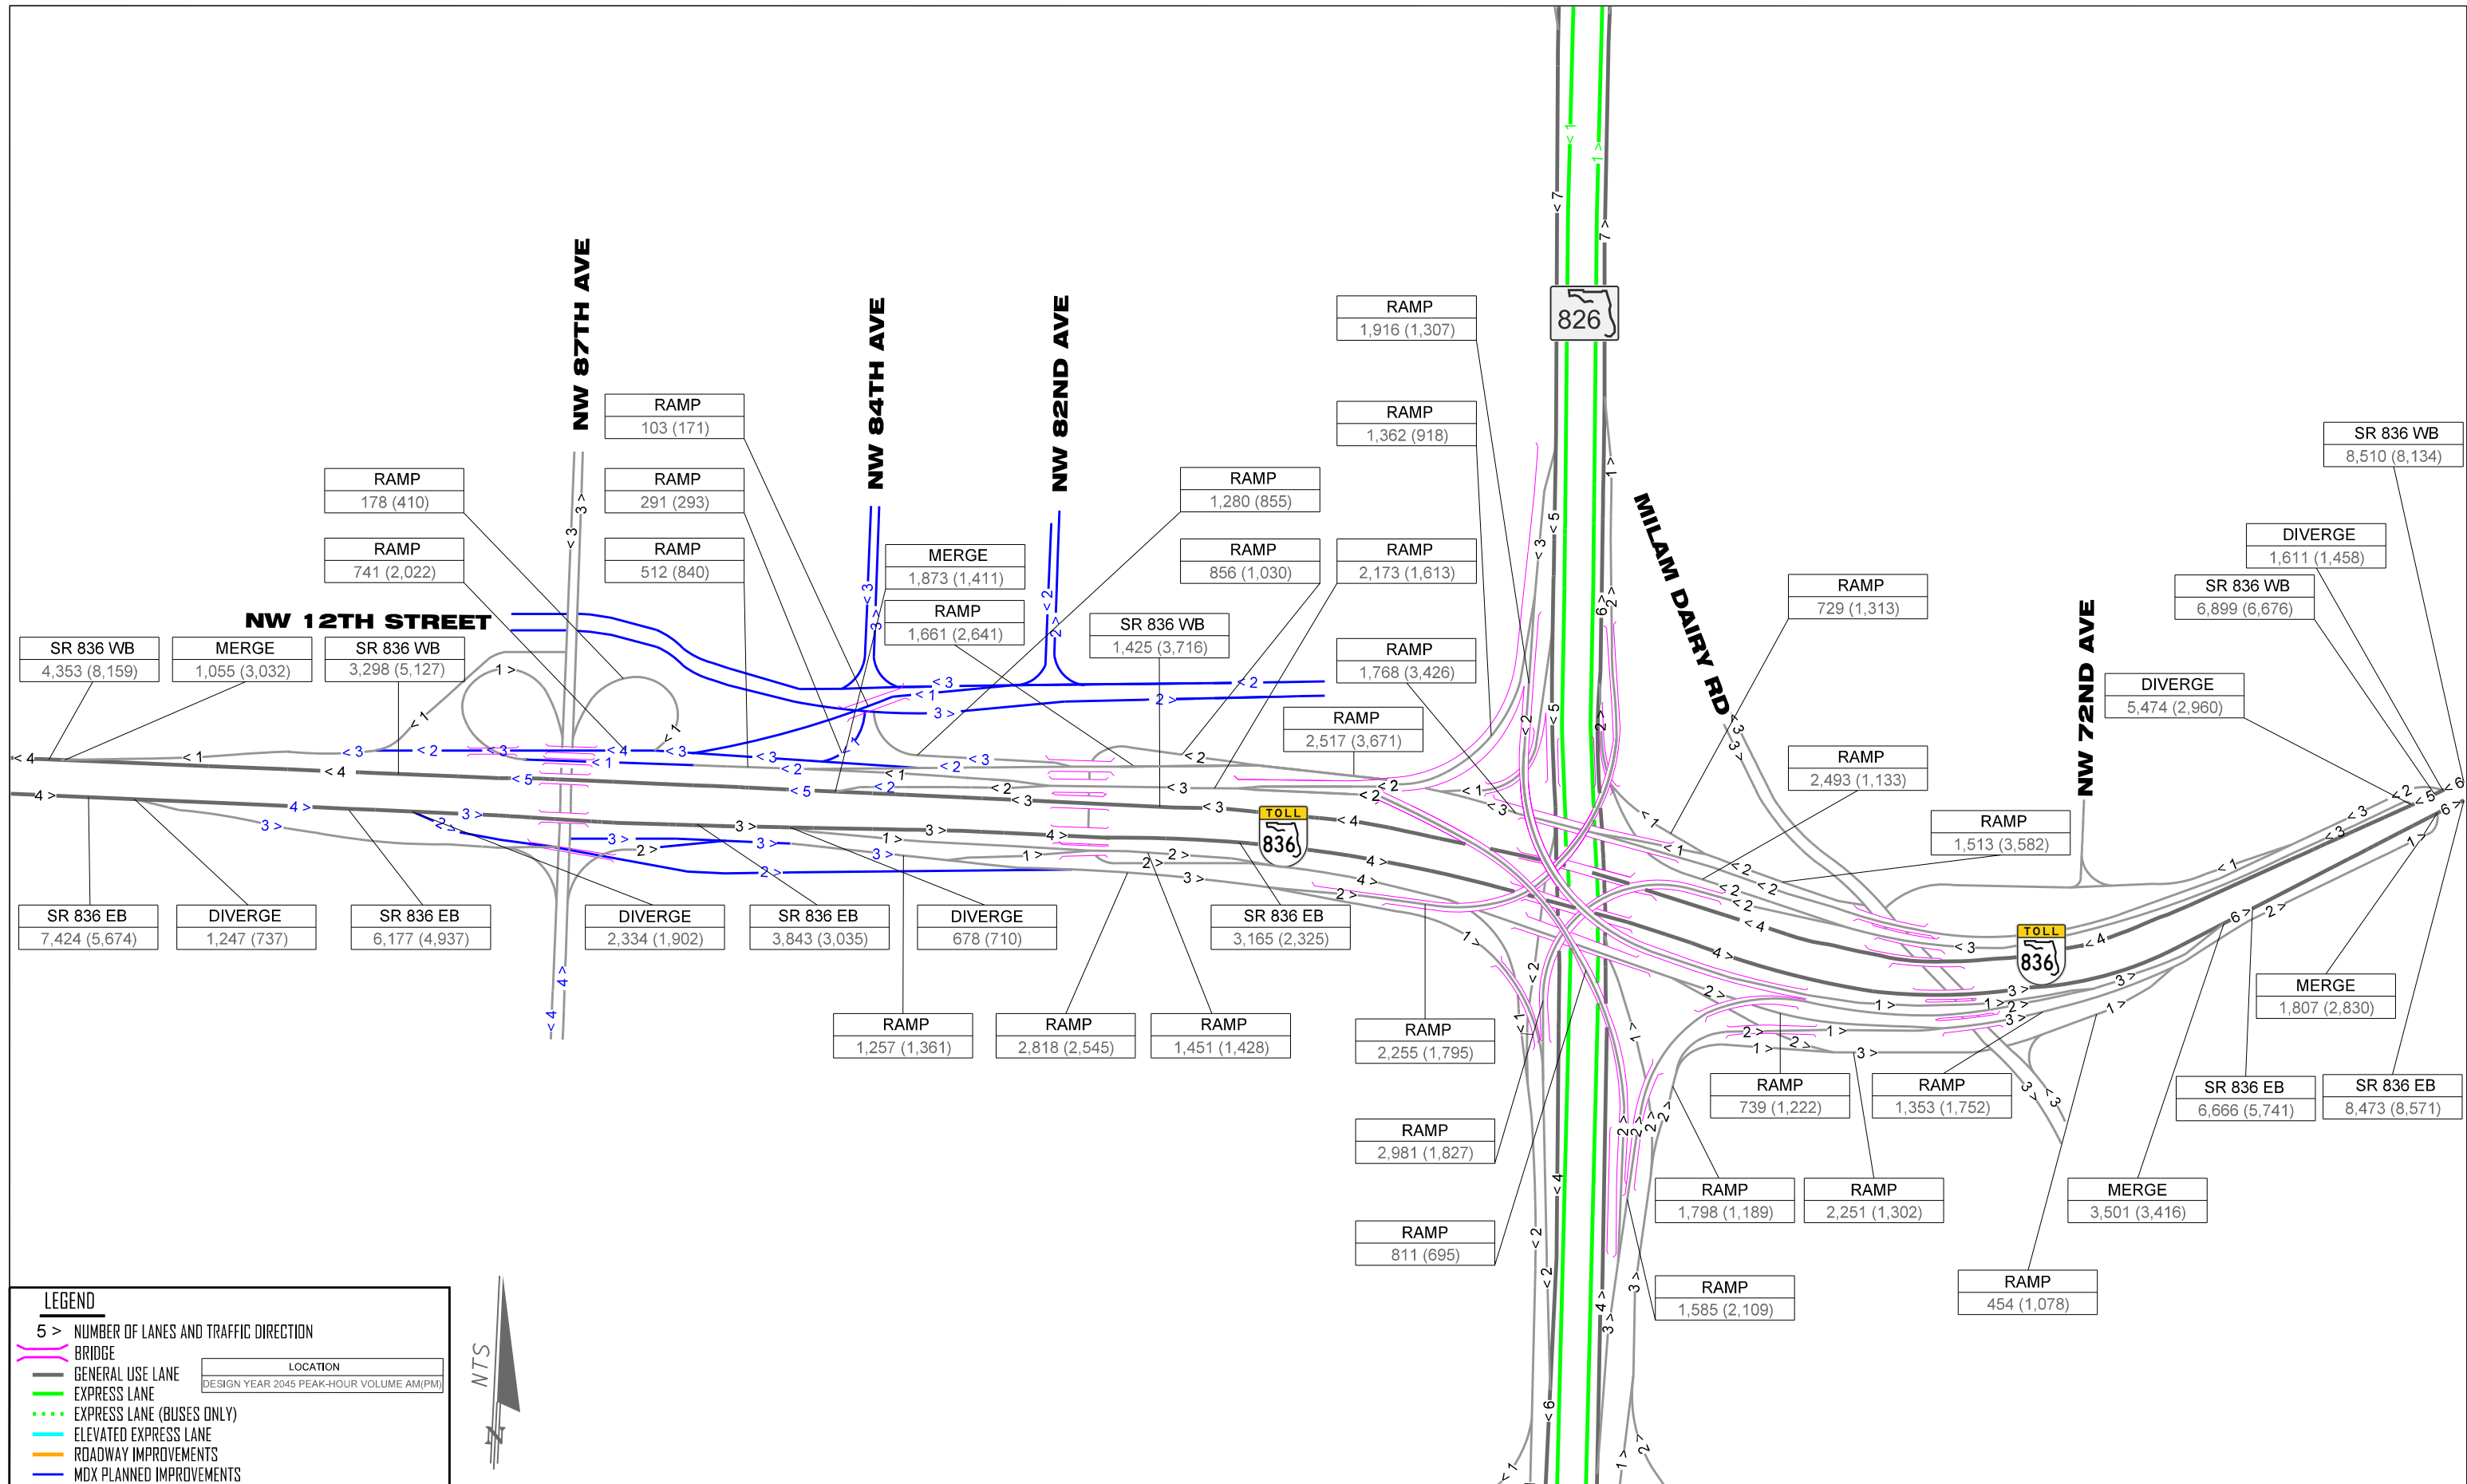 NW 87TH AVE
NW 84TH AVE
NW 82ND AVE
MILAM DAIRY RD
NW 72ND AVE
NW 12TH STREET
826
TOLL
836
TOLL
836
RAMP
1,916 (1,307)
RAMP
1,362 (918)
RAMP
103 (171)
RAMP
178 (410)
RAMP
291 (293)
RAMP
1,280 (855)
RAMP
741 (2,022)
RAMP
512 (840)
MERGE
1,873 (1,411)
RAMP
856 (1,030)
RAMP
2,173 (1,613)
RAMP
1,661 (2,641)
SR 836 WB
1,425 (3,716)
RAMP
1,768 (3,426)
RAMP
2,517 (3,671)
SR 836 WB
4,353 (8,159)
MERGE
1,055 (3,032)
SR 836 WB
3,298 (5,127)
RAMP
729 (1,313)
RAMP
2,493 (1,133)
RAMP
1,513 (3,582)
SR 836 WB
8,510 (8,134)
DIVERGE
1,611 (1,458)
SR 836 WB
6,899 (6,676)
DIVERGE
5,474 (2,960)
SR 836 EB
7,424 (5,674)
DIVERGE
1,247 (737)
SR 836 EB
6,177 (4,937)
DIVERGE
2,334 (1,902)
SR 836 EB
3,843 (3,035)
DIVERGE
678 (710)
SR 836 EB
3,165 (2,325)
RAMP
1,257 (1,361)
RAMP
2,818 (2,545)
RAMP
1,451 (1,428)
RAMP
2,255 (1,795)
RAMP
2,981 (1,827)
RAMP
811 (695)
RAMP
739 (1,222)
RAMP
1,353 (1,752)
RAMP
1,798 (1,189)
RAMP
2,251 (1,302)
RAMP
1,585 (2,109)
RAMP
454 (1,078)
MERGE
3,501 (3,416)
SR 836 EB
6,666 (5,741)
SR 836 EB
8,473 (8,571)
MERGE
1,807 (2,830)
LEGEND
5 > NUMBER OF LANES AND TRAFFIC DIRECTION
BRIDGE
GENERAL USE LANE
EXPRESS LANE
EXPRESS LANE (BUSES ONLY)
ELEVATED EXPRESS LANE
ROADWAY IMPROVEMENTS
MDX PLANNED IMPROVEMENTS
LOCATION
DESIGN YEAR 2045 PEAK-HOUR VOLUME AM(PM)
NTS
N